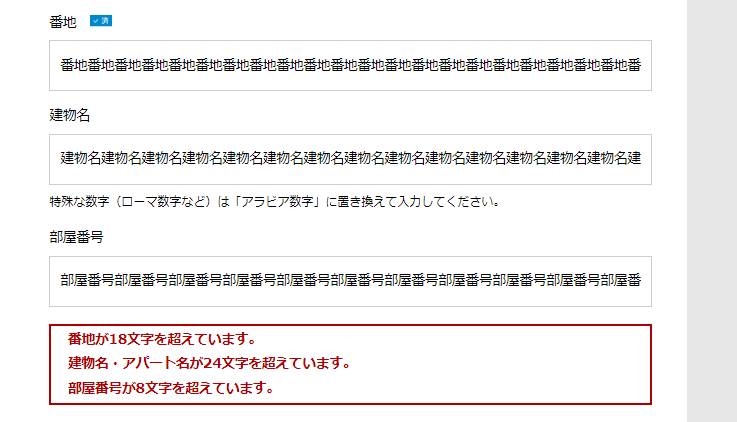 番地 ✓ 済
番地番地番地番地番地番地番地番地番地番地番地番地番地番地番地番地番地番地番地番地番地番
建物名
建物名建物名建物名建物名建物名建物名建物名建物名建物名建物名建物名建物名建物名建物名建
特殊な数字（ローマ数字など）は「アラビア数字」に置き換えて入力してください。
部屋番号
部屋番号部屋番号部屋番号部屋番号部屋番号部屋番号部屋番号部屋番号部屋番号部屋番号部屋番
番地が18文字を超えています。
建物名・アパート名が24文字を超えています。
部屋番号が8文字を超えています。